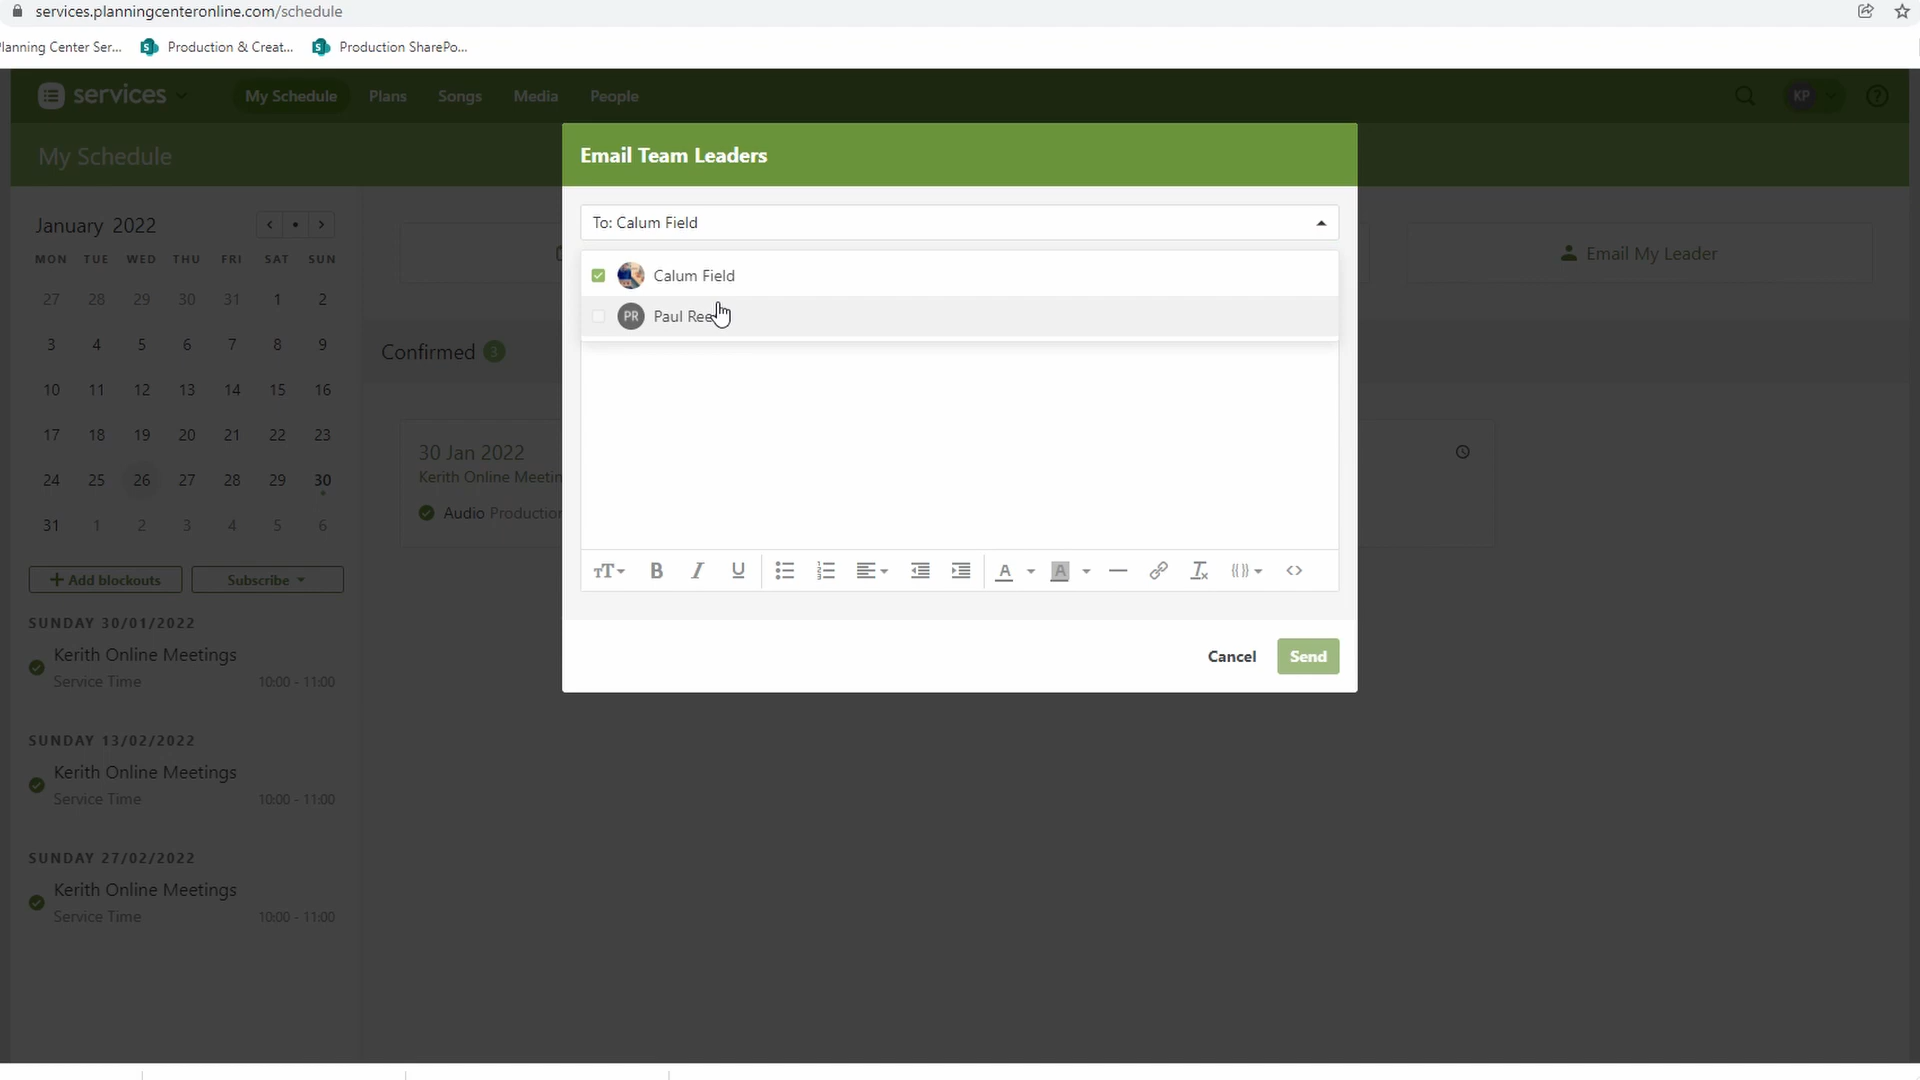 services.planningcenteronline.com/schedule
lanning Center Ser... Production & Creat... Production SharePo...
services My Schedule Plans Songs Media People KP
My Schedule
Email Team Leaders
January 2022
To: Calum Field
Calum Field
PR Paul
Email My Leader
MON TUE WED THU FRI SAT SUN
27 28 29 30 31 1 2
3 4 5 6 7 8 9
10 11 12 13 14 15 16
17 18 19 20 21 22 23
24 25 26 27 28 29 30
31 1 2 3 4 5 6
Confirmed 3
30 Jan 2022
Kerith Online
Audio
B I U A A
+ Add blockouts Subscribe
SUNDAY 30/01/2022
Kerith Online Meetings
Service Time 10:00 - 11:00
Cancel Send
SUNDAY 13/02/2022
Kerith Online Meetings
Service Time 10:00 - 11:00
SUNDAY 27/02/2022
Kerith Online Meetings
Service Time 10:00 - 11:00